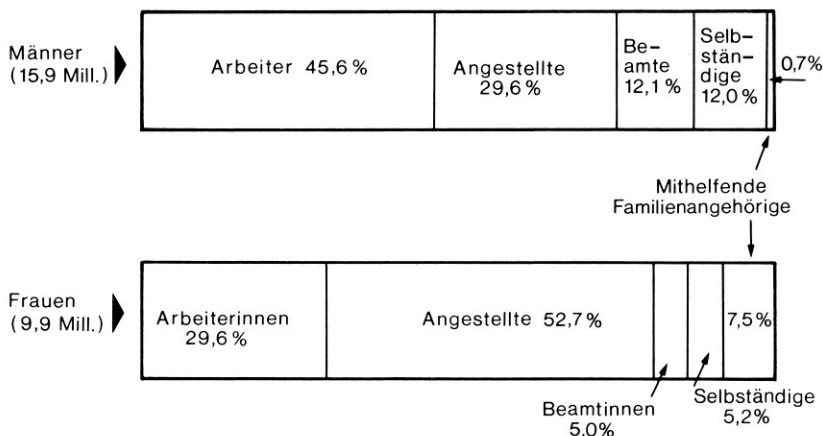 Männer
(15,9 Mill.)
Arbeiter 45,6%
Angestellte
29,6%
Be–
amte
12,1%
Selb–
stän–
dige
12,0%
0,7%
Mithelfende
Familienangehörige
Frauen
(9,9 Mill.)
Arbeiterinnen
29,6%
Angestellte 52,7%
7,5%
Beamtinnen
5,0%
Selbständige
5,2%